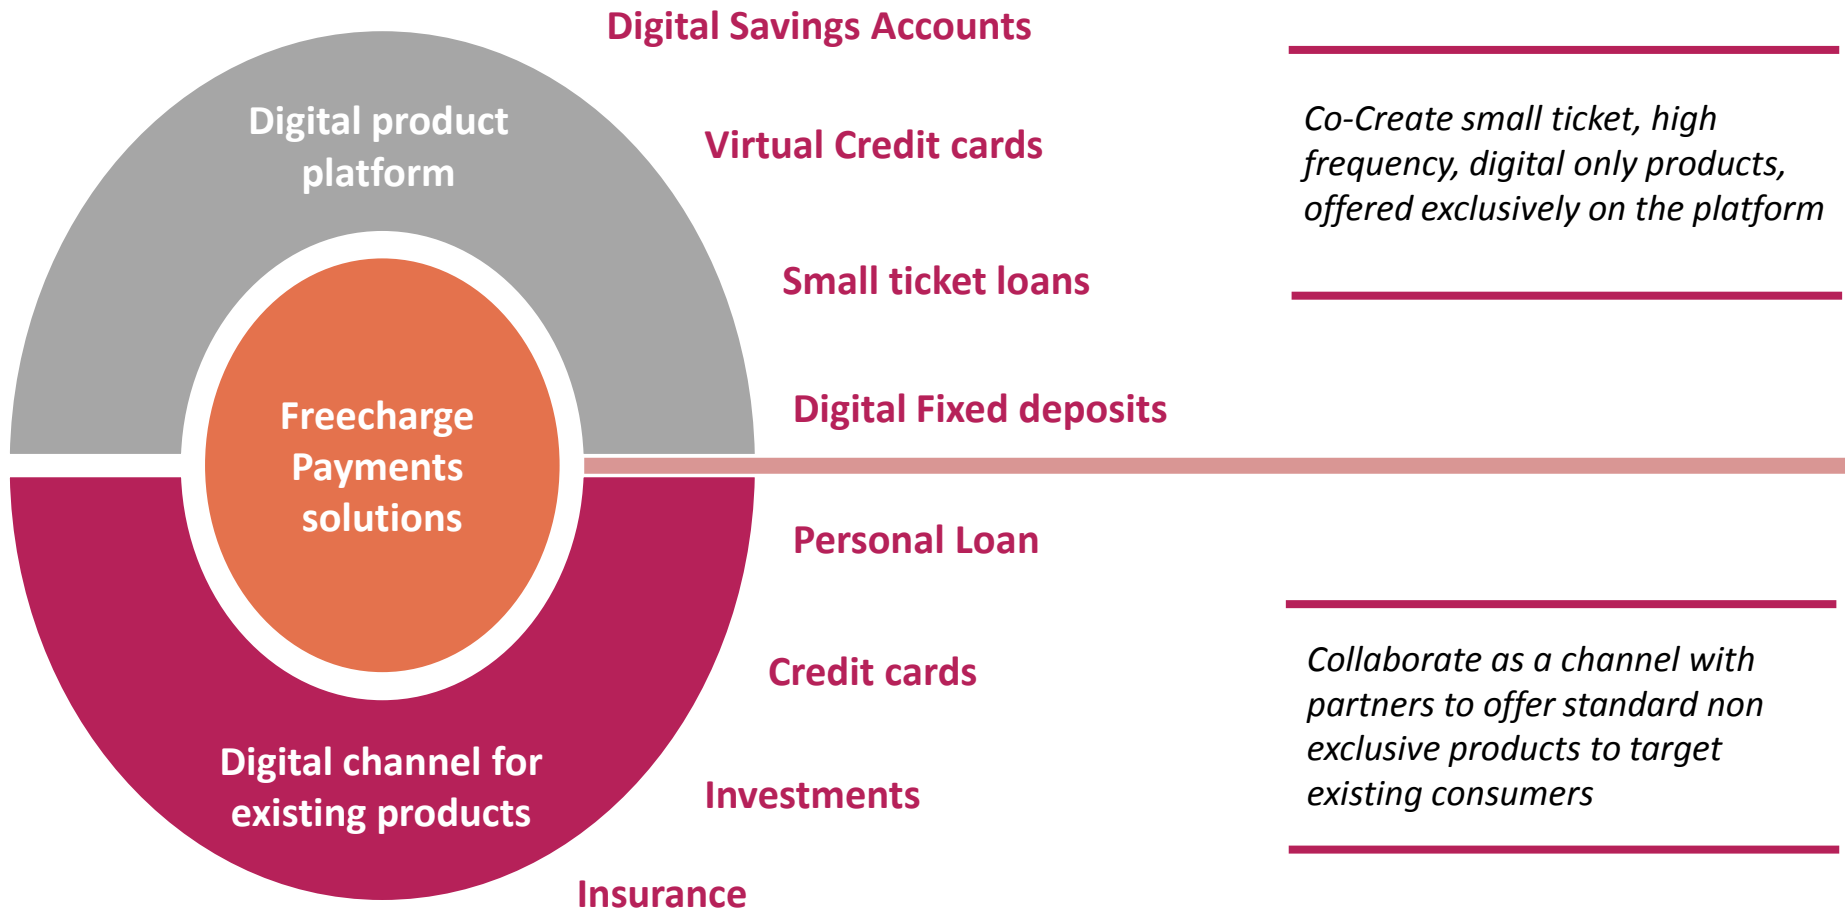 Digital Savings Accounts
Digital product
platform
Virtual Credit cards
Co-Create small ticket, high
frequency, digital only products,
offered exclusively on the platform
Small ticket loans
Digital Fixed deposits
Freecharge
Payments
solutions
Personal Loan
Credit cards
Collaborate as a channel with
partners to offer standard non
exclusive products to target
existing consumers
Digital channel for
existing products
Investments
Insurance